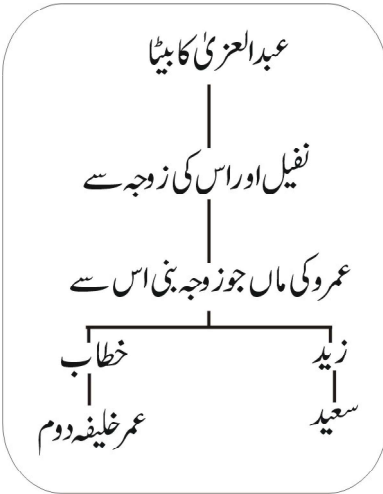 عبدالعزیٰ کا بیٹا
نفیل اور اس کی زوجہ سے
عمرو کی ماں جو زوجہ بنی اس سے
زید
خطاب
سعید
عمر خلیفہ دوم